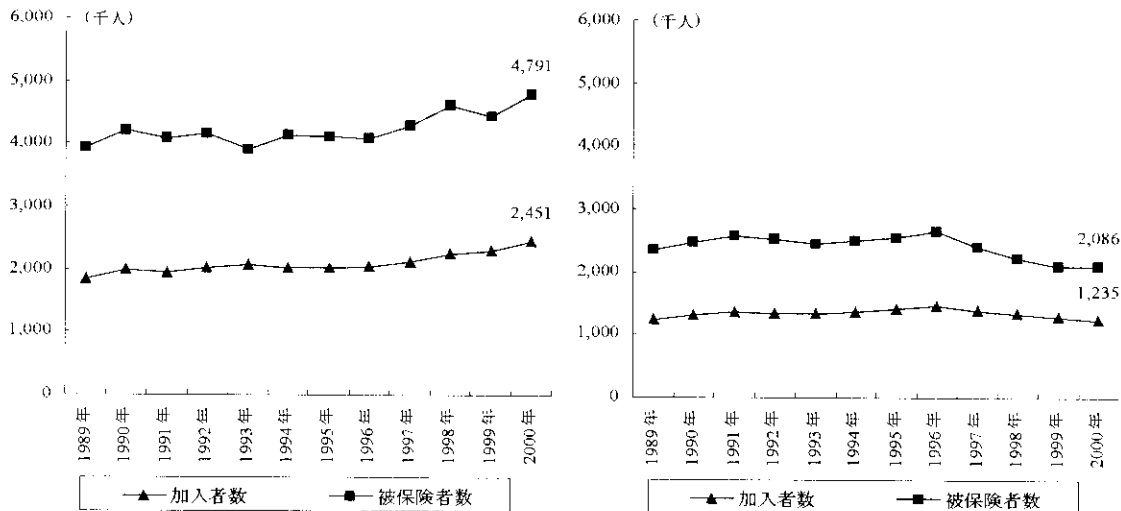 6,000 （千人）
5,000
4,000
3,000
2,000
1,000
0
4,791
2,451
1989年
1990年
1991年
1992年
1993年
1994年
1995年
1996年
1997年
1998年
1999年
2000年
加入者数 被保険者数
6,000 （千人）
5,000
4,000
3,000
2,000
1,000
0
2,086
1,235
1989年
1990年
1991年
1992年
1993年
1994年
1995年
1996年
1997年
1998年
1999年
2000年
加入者数 被保険者数